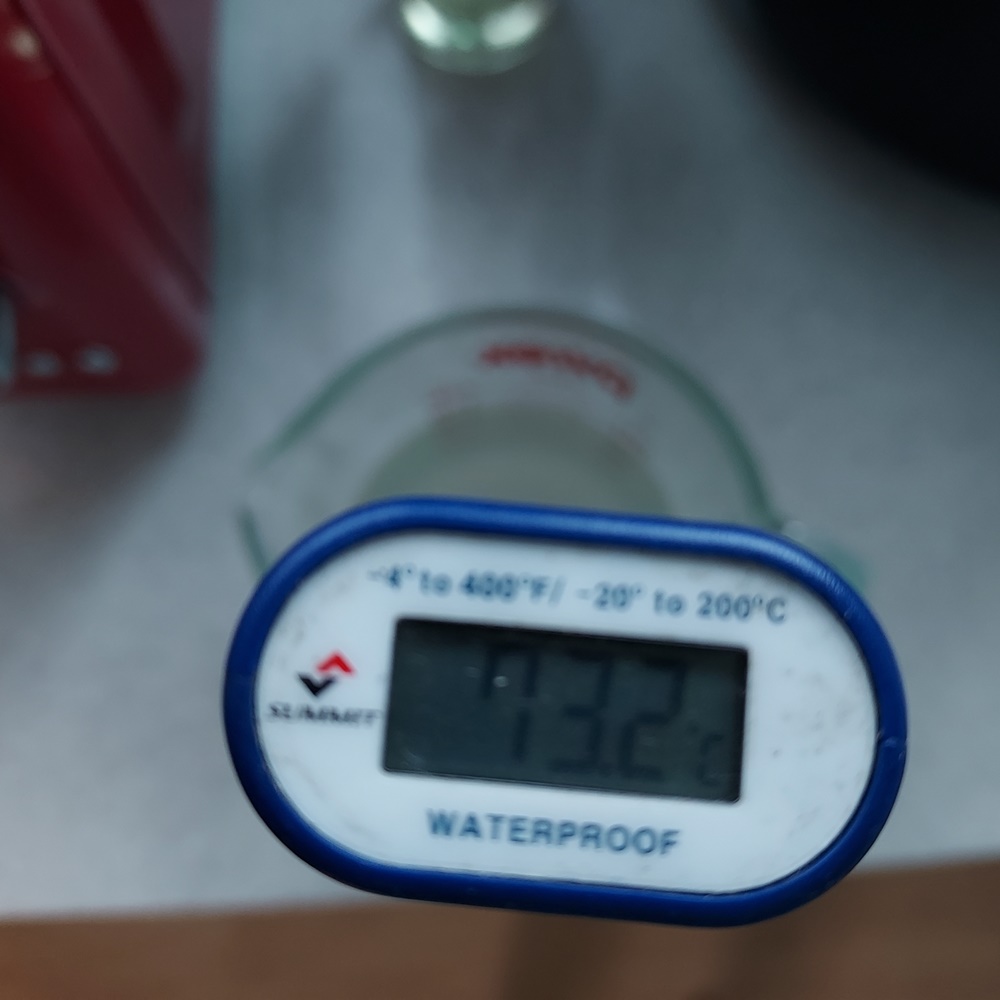 -4° to 400°F/ -20° to 200°C
73.2 °C
SUMMIT
WATERPROOF